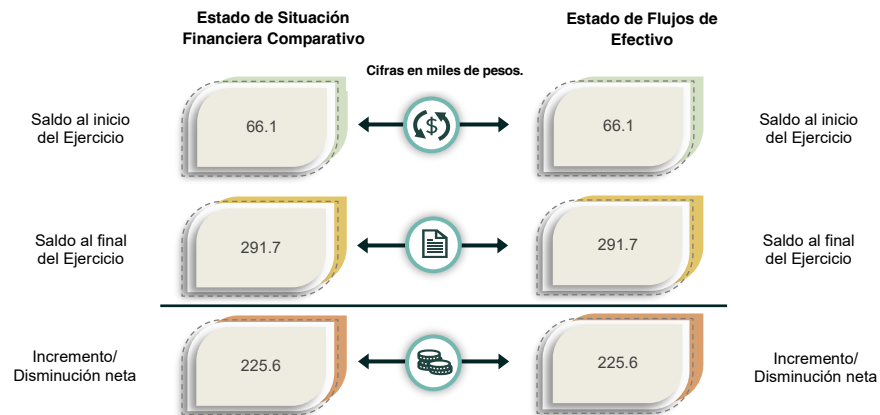 Estado de Situación
Financiera Comparativo
Estado de Flujos de
Efectivo
Cifras en miles de pesos.
Saldo al inicio
del Ejercicio
66.1
$
66.1
Saldo al inicio
del Ejercicio
Saldo al final
del Ejercicio
291.7
291.7
Saldo al final
del Ejercicio
Incremento/
Disminución neta
225.6
225.6
Incremento/
Disminución neta